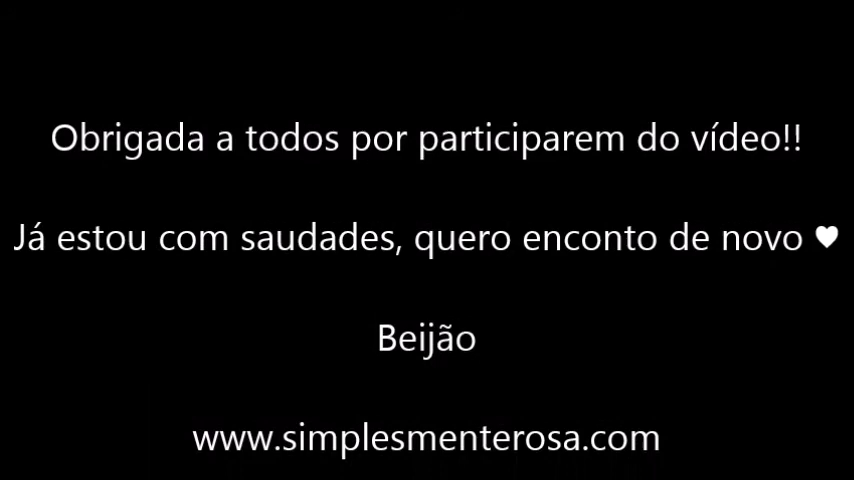 Obrigada a todos por participarem do vídeo!!
Já estou com saudades, quero enconto de novo ♥
Beijão
www.simplesmenterosa.com